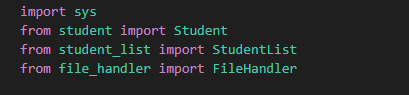 import sys
from student import Student
from student_list import StudentList
from file_handler import FileHandler